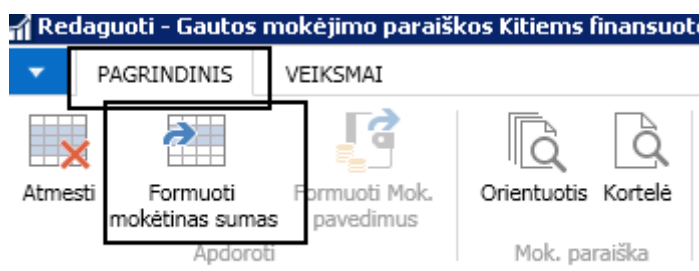 Redaguoti - Gautos mokėjimo paraiškos Kitiems finansuot
PAGRINDINIS VEIKSMAI
Atmesti
Formuoti
mokėtinas sumas
Formuoti Mok.
pavedimus
Orientuotis
Kortelė
Apdoroti
Mok. paraiška